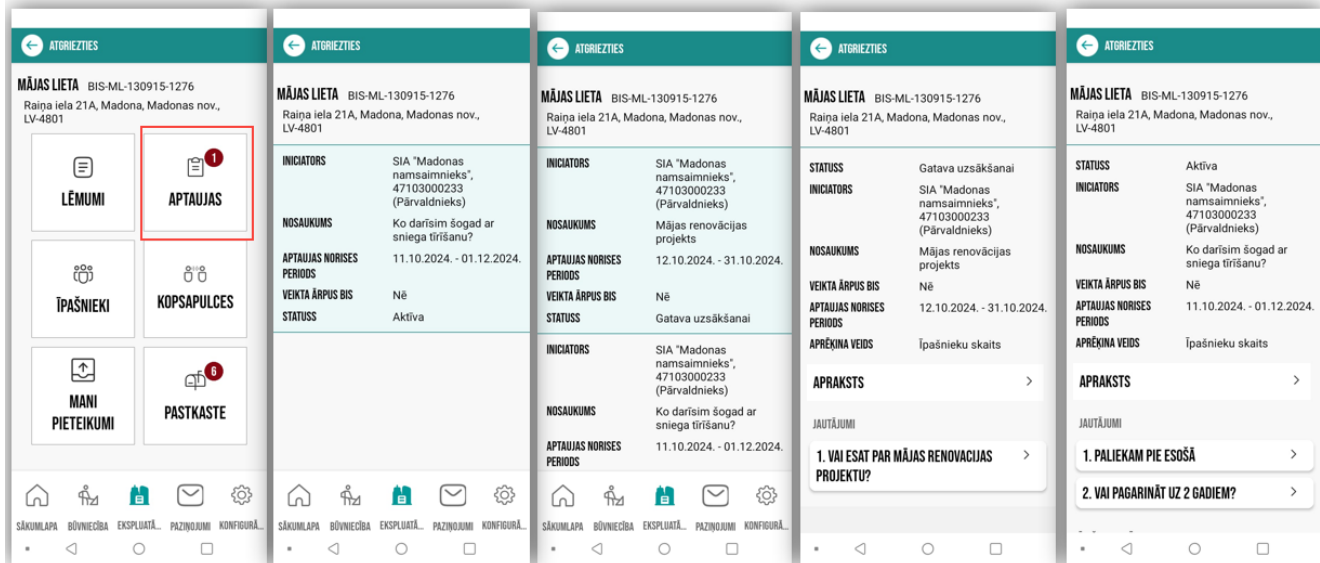 ATGRIEZTIES
MĀJAS LIETA BIS-ML-130915-1276
Raiņa iela 21A, Madona, Madonas nov.,
LV-4801
LĒMUMI
1
APTAUJAS
ĪPAŠNIEKI
KOPSAPULCES
MANI
PIETEIKUMI
6
PASTKASTE
SĀKUMLAPA BŪVNIECĪBA EKSPLUATĀ... PAZIŅOJUMI KONFIGURĀ...
ATGRIEZTIES
MĀJAS LIETA BIS-ML-130915-1276
Raiņa iela 21A, Madona, Madonas nov.,
LV-4801
INICIATORS SIA "Madonas
namsaimnieks",
47103000233
(Pārvaldnieks)
NOSAUKUMS Ko darīsim šogad ar
sniega tīrīšanu?
APTAUJAS NORISES 11.10.2024. - 01.12.2024.
PERIODS
VEIKTA ĀRPUS BIS Nē
STATUSS Aktīva
SĀKUMLAPA BŪVNIECĪBA EKSPLUATĀ... PAZIŅOJUMI KONFIGURĀ...
ATGRIEZTIES
MĀJAS LIETA BIS-ML-130915-1276
Raiņa iela 21A, Madona, Madonas nov.,
LV-4801
INICIATORS SIA "Madonas
namsaimnieks",
47103000233
(Pārvaldnieks)
NOSAUKUMS Mājas renovācijas
projekts
APTAUJAS NORISES 12.10.2024. - 31.10.2024.
PERIODS
VEIKTA ĀRPUS BIS Nē
STATUSS Gatava uzsākšanai
INICIATORS SIA "Madonas
namsaimnieks",
47103000233
(Pārvaldnieks)
NOSAUKUMS Ko darīsim šogad ar
sniega tīrīšanu?
APTAUJAS NORISES 11.10.2024. - 01.12.2024.
PERIODS
SĀKUMLAPA BŪVNIECĪBA EKSPLUATĀ... PAZIŅOJUMI KONFIGURĀ...
ATGRIEZTIES
MĀJAS LIETA BIS-ML-130915-1276
Raiņa iela 21A, Madona, Madonas nov.,
LV-4801
STATUSS Gatava uzsākšanai
INICIATORS SIA "Madonas
namsaimnieks",
47103000233
(Pārvaldnieks)
NOSAUKUMS Mājas renovācijas
projekts
VEIKTA ĀRPUS BIS Nē
APTAUJAS NORISES 12.10.2024. - 31.10.2024.
PERIODS
APRĒĶINA VEIDS Īpašnieku skaits
APRAKSTS
JAUTĀJUMI
1. VAI ESAT PAR MĀJAS RENOVACIJAS
PROJEKTU?
ATGRIEZTIES
MĀJAS LIETA BIS-ML-130915-1276
Raiņa iela 21A, Madona, Madonas nov.,
LV-4801
STATUSS Aktīva
INICIATORS SIA "Madonas
namsaimnieks",
47103000233
(Pārvaldnieks)
NOSAUKUMS Ko darīsim šogad ar
sniega tīrīšanu?
VEIKTA ĀRPUS BIS Nē
APTAUJAS NORISES 11.10.2024. - 01.12.2024.
PERIODS
APRĒĶINA VEIDS Īpašnieku skaits
APRAKSTS
JAUTĀJUMI
1. PALIEKAM PIE ESOŠĀ
2. VAI PAGARINĀT UZ 2 GADIEM?